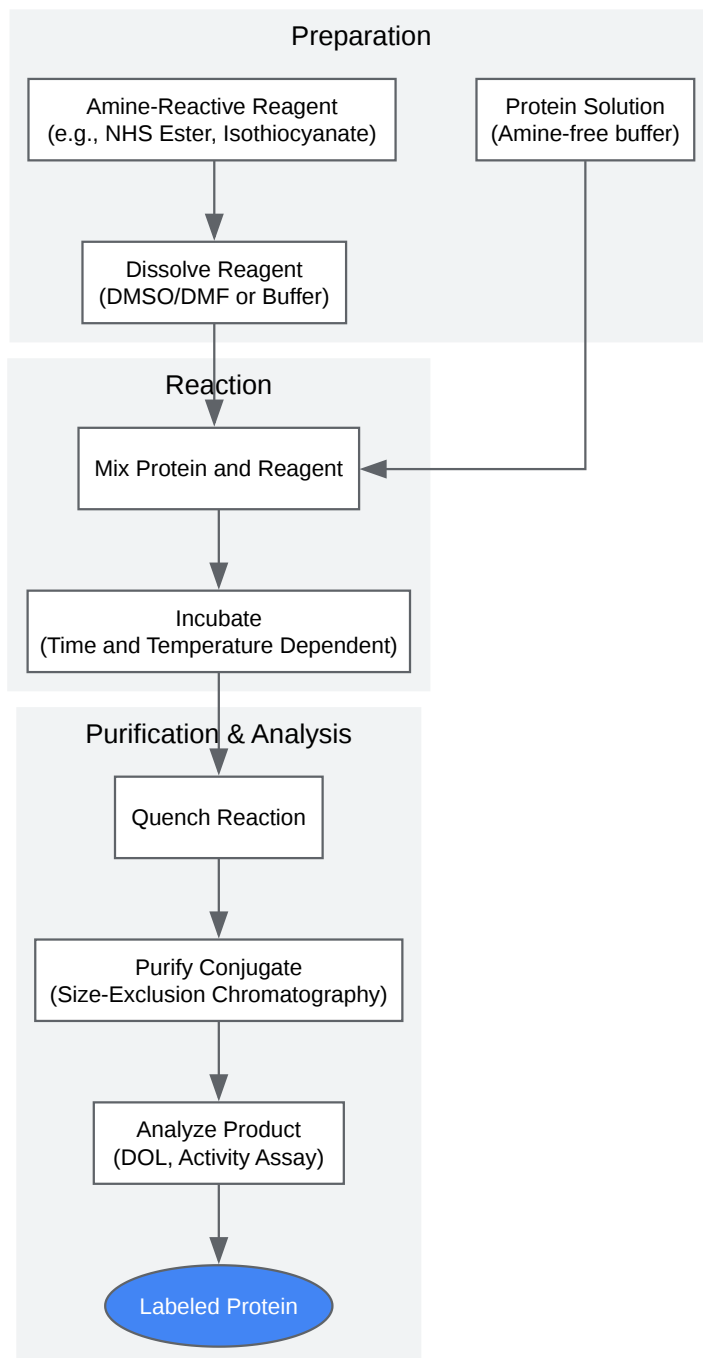 Preparation
Amine-Reactive Reagent
(e.g., NHS Ester, Isothiocyanate)
Protein Solution
(Amine-free buffer)
Dissolve Reagent
(DMSO/DMF or Buffer)
Reaction
Mix Protein and Reagent
Incubate
(Time and Temperature Dependent)
Purification & Analysis
Quench Reaction
Purify Conjugate
(Size-Exclusion Chromatography)
Analyze Product
(DOL, Activity Assay)
Labeled Protein